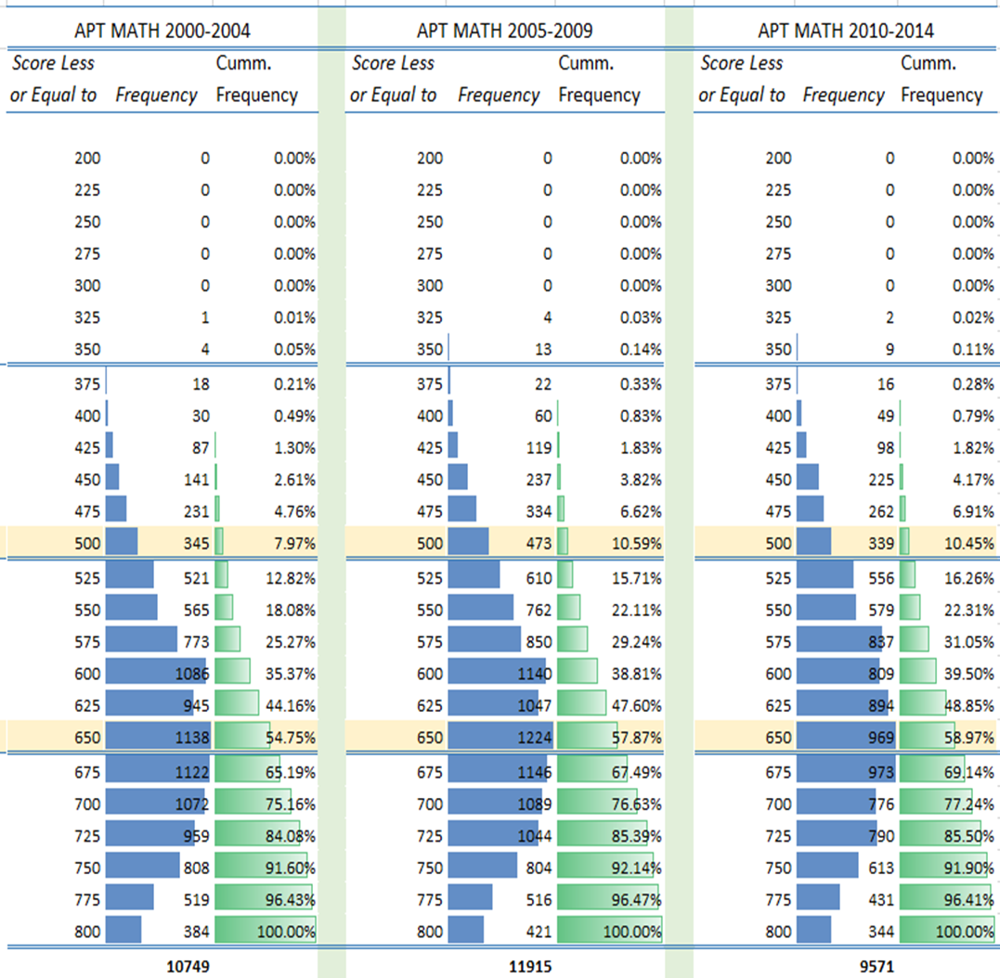 APT MATH 2000-2004 APT MATH 2005-2009 APT MATH 2010-2014
Score Less Cumm. Score Less Cumm. Score Less Cumm.
or Equal to Frequency Frequency or Equal to Frequency Frequency or Equal to Frequency Frequency
200 0 0.00% 200 0 0.00% 200 0 0.00%
225 0 0.00% 225 0 0.00% 225 0 0.00%
250 0 0.00% 250 0 0.00% 250 0 0.00%
275 0 0.00% 275 0 0.00% 275 0 0.00%
300 0 0.00% 300 0 0.00% 300 0 0.00%
325 1 0.01% 325 4 0.03% 325 2 0.02%
350 4 0.05% 350 13 0.14% 350 9 0.11%
375 18 0.21% 375 22 0.33% 375 16 0.28%
400 30 0.49% 400 60 0.83% 400 49 0.79%
425 87 1.30% 425 119 1.83% 425 98 1.82%
450 141 2.61% 450 237 3.82% 450 225 4.17%
475 231 4.76% 475 334 6.62% 475 262 6.91%
500 345 7.97% 500 473 10.59% 500 339 10.45%
525 521 12.82% 525 610 15.71% 525 556 16.26%
550 565 18.08% 550 762 22.11% 550 579 22.31%
575 773 25.27% 575 850 29.24% 575 837 31.05%
600 1086 35.37% 600 1140 38.81% 600 809 39.50%
625 945 44.16% 625 1047 47.60% 625 894 48.85%
650 1138 54.75% 650 1224 57.87% 650 969 58.97%
675 1122 65.19% 675 1146 67.49% 675 973 69.14%
700 1072 75.16% 700 1089 76.63% 700 776 77.24%
725 959 84.08% 725 1044 85.39% 725 790 85.50%
750 808 91.60% 750 804 92.14% 750 613 91.90%
775 519 96.43% 775 516 96.47% 775 431 96.41%
800 384 100.00% 800 421 100.00% 800 344 100.00%
10749 11915 9571